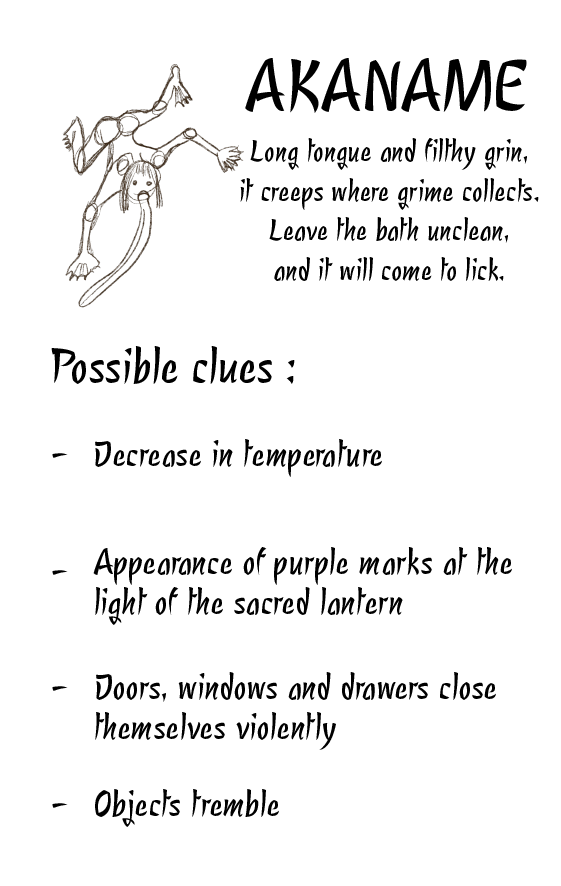 AKANAME
Long tongue and filthy grin,
it creeps where grime collects.
Leave the bath unclean,
and it will come to lick.
Possible clues :
- Decrease in temperature
- Appearance of purple marks at the
light of the sacred lantern
- Doors, windows and drawers close
themselves violently
- Objects tremble